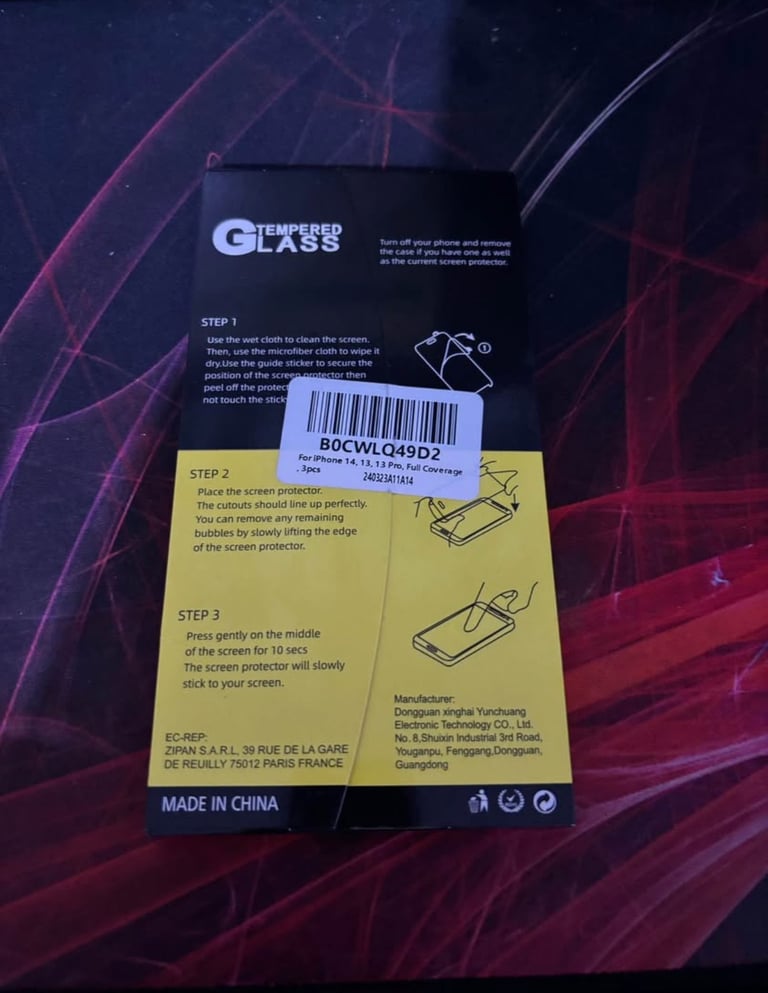 TEMPERED
GLASS
Turn off your phone and remove
the case if you have one as well
as the current screen protector.
STEP 1
Use the wet cloth to clean the screen.
Then, use the microfiber cloth to wipe it
dry.Use the guide sticker to secure the
position of the screen protector then
peel off the protect
not touch the stick
1
B0CWLQ49D2
For iPhone 14, 13, 13 Pro, Full Coverage
, 3pcs
240323A11A14
STEP 2
Place the screen protector.
The cutouts should line up perfectly.
You can remove any remaining
bubbles by slowly lifting the edge
of the screen protector.
STEP 3
Press gently on the middle
of the screen for 10 secs
The screen protector will slowly
stick to your screen.
Manufacturer:
Dongguan xinghai Yunchuang
Electronic Technology CO., Ltd.
No. 8,Shuixin Industrial 3rd Road,
Youganpu, Fenggang,Dongguan,
Guangdong
EC-REP:
ZIPAN S.A.R.L, 39 RUE DE LA GARE
DE REUILLY 75012 PARIS FRANCE
MADE IN CHINA